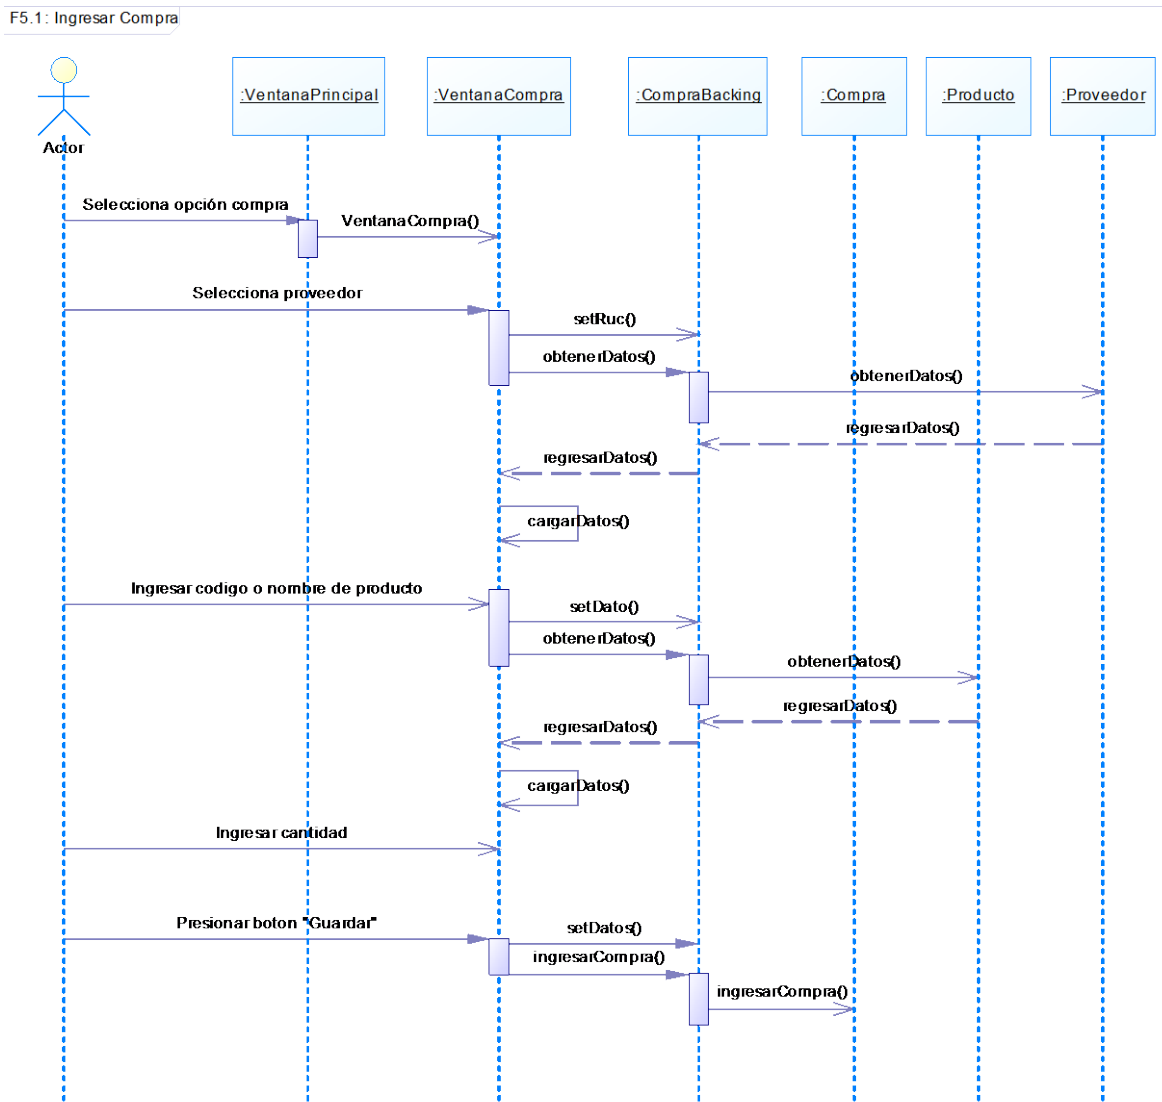 F5.1: Ingresar Compra
:VentanaPrincipal
:VentanaCompra
:CompraBacking
:Compra
:Producto
:Proveedor
Actor
Selecciona opción compra
VentanaCompra()
Selecciona proveedor
setRuc()
obtenerDatos()
obtenerDatos()
regresarDatos()
regresarDatos()
cargarDatos()
Ingresar codigo o nombre de producto
setDato()
obtenerDatos()
obtenerDatos()
regresarDatos()
regresarDatos()
cargarDatos()
Ingresar cantidad
Presionar boton "Guardar"
setDatos()
ingresarCompra()
ingresarCompra()